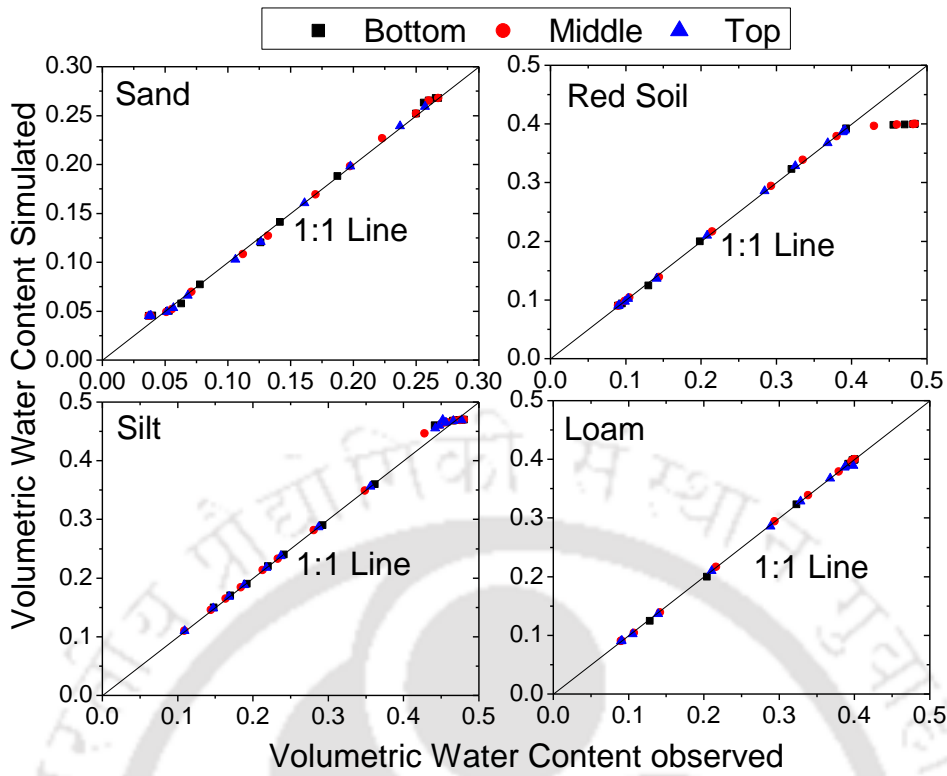 Bottom Middle Top
Volumetric Water Content Simulated
Sand
1:1 Line
0.30
0.25
0.20
0.15
0.10
0.05
0.00
0.00 0.05 0.10 0.15 0.20 0.25 0.30
Red Soil
1:1 Line
0.5
0.4
0.3
0.2
0.1
0.0
0.0 0.1 0.2 0.3 0.4 0.5
Silt
1:1 Line
0.5
0.4
0.3
0.2
0.1
0.0
0.0 0.1 0.2 0.3 0.4 0.5
Loam
1:1 Line
0.5
0.4
0.3
0.2
0.1
0.0
0.0 0.1 0.2 0.3 0.4 0.5
Volumetric Water Content observed